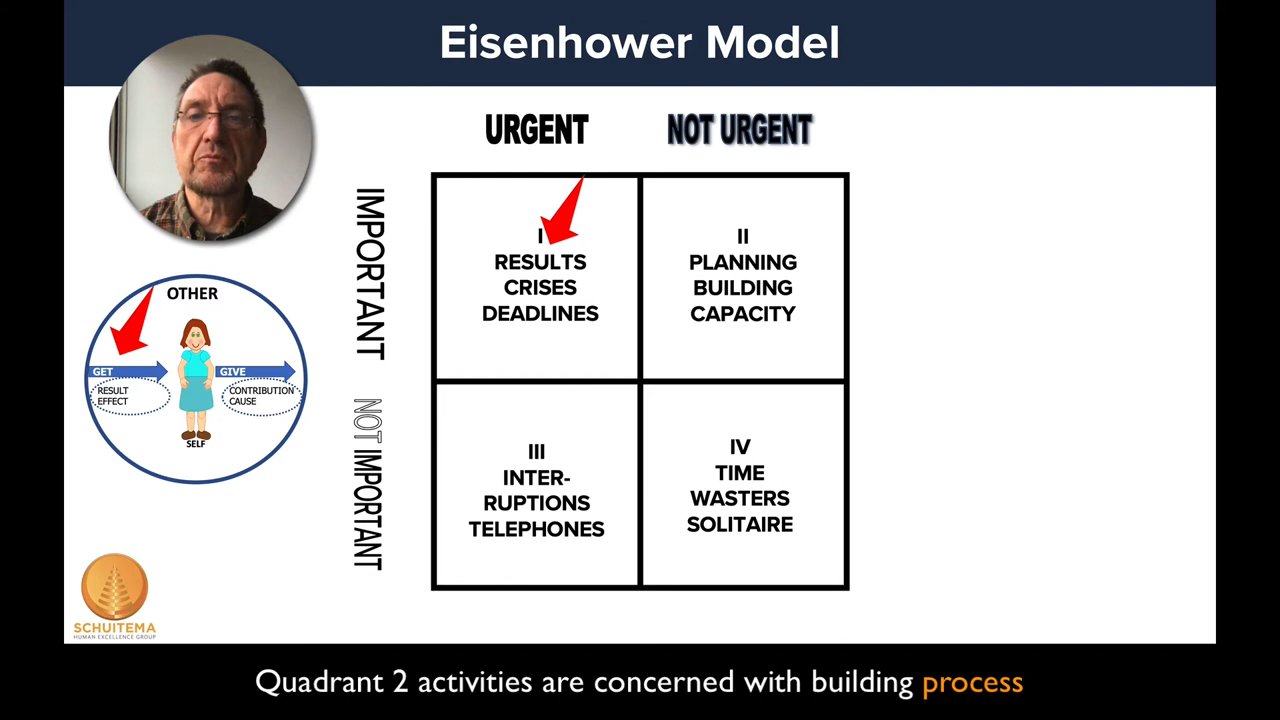 Eisenhower Model
URGENT
NOT URGENT
IMPORTANT
I
RESULTS
CRISES
DEADLINES
II
PLANNING
BUILDING
CAPACITY
NOT IMPORTANT
III
INTER-
RUPTIONS
TELEPHONES
IV
TIME
WASTERS
SOLITAIRE
OTHER
GET
GIVE
RESULT
EFFECT
CONTRIBUTION
CAUSE
SELF
SCHUITEMA
HUMAN EXCELLENCE GROUP
Quadrant 2 activities are concerned with building process